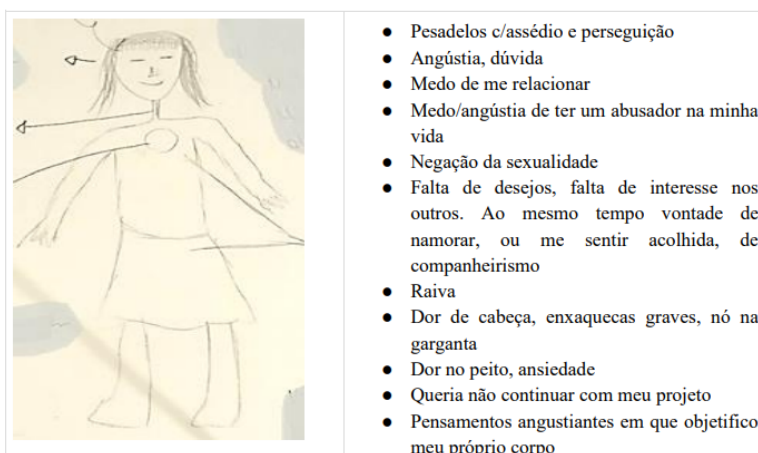 ● Pesadelos c/assédio e perseguição
● Angústia, dúvida
● Medo de me relacionar
● Medo/angústia de ter um abusador na minha
vida
● Negação da sexualidade
● Falta de desejos, falta de interesse nos
outros. Ao mesmo tempo vontade de
namorar, ou me sentir acolhida, de
companheirismo
● Raiva
● Dor de cabeça, enxaquecas graves, nó na
garganta
● Dor no peito, ansiedade
● Queria não continuar com meu projeto
● Pensamentos angustiantes em que objetifico
meu próprio corpo